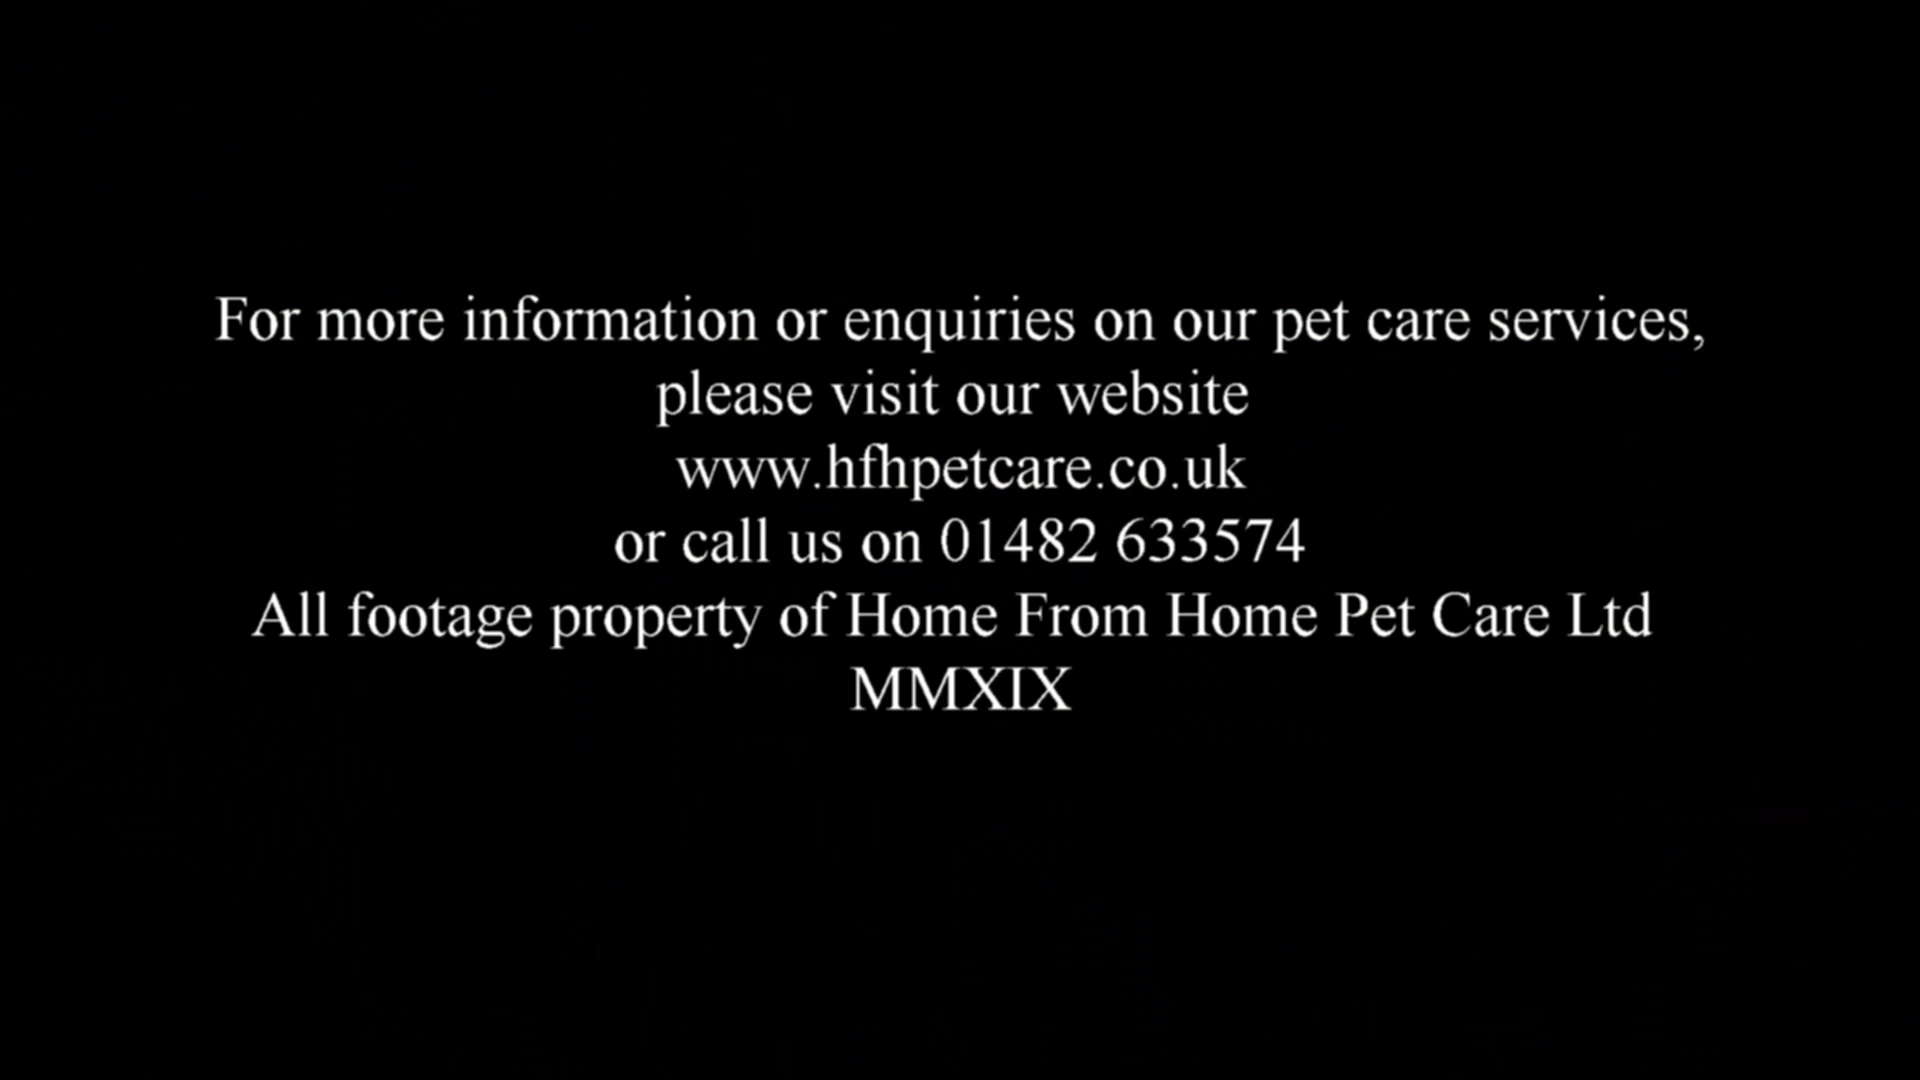 For more information or enquiries on our pet care services,
please visit our website
www.hfhpetcare.co.uk
or call us on 01482 633574
All footage property of Home From Home Pet Care Ltd
MMXIX